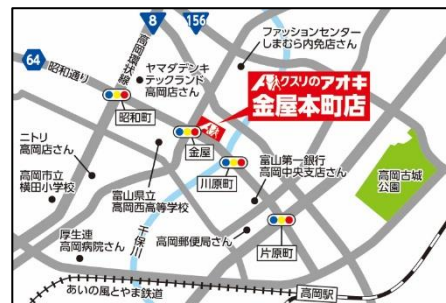 8
156
64
昭和通り
高岡環状線
ファッションセンター
しまむら内免店さん
ヤマダデンキ
テックランド
高岡店さん
クスリのアオキ
金屋本町店
昭和町
金屋
川原町
ニトリ
高岡店さん
高岡市立
横田小学校
富山県立
高岡西高等学校
富山第一銀行
高岡中央支店さん
高岡古城
公園
千保川
厚生連
高岡病院さん
高岡郵便局さん
片原町
高岡駅
あいの風とやま鉄道